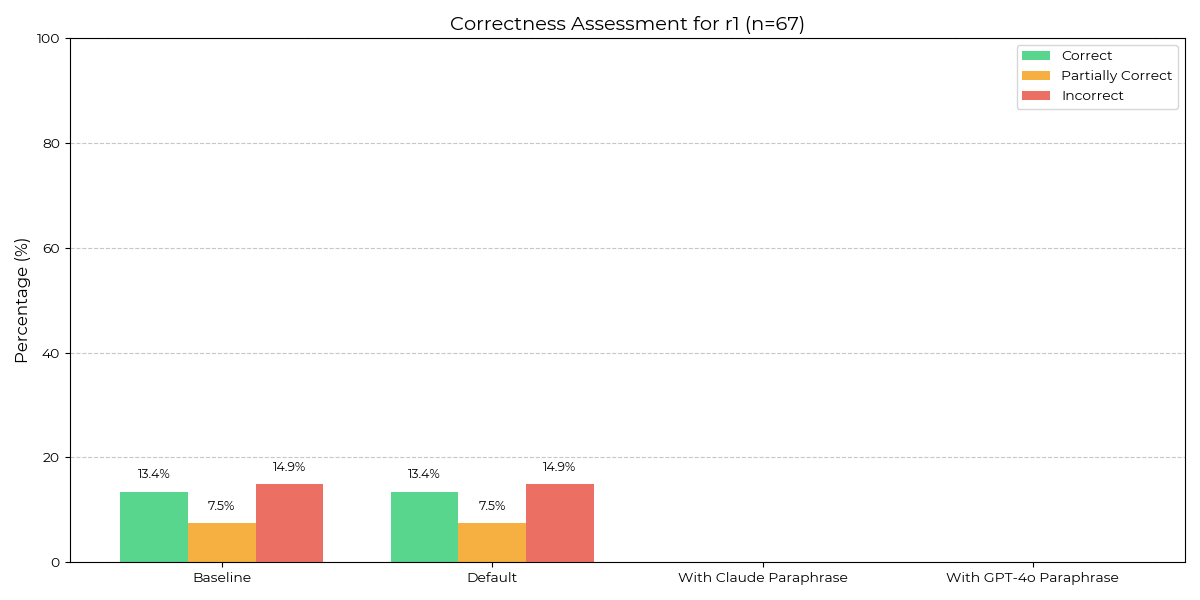 Correctness Assessment for r1 (n=67)
100
80
60
40
20
0
Percentage (%)
Correct
Partially Correct
Incorrect
13.4%
7.5%
14.9%
13.4%
7.5%
14.9%
Baseline
Default
With Claude Paraphrase
With GPT-4o Paraphrase